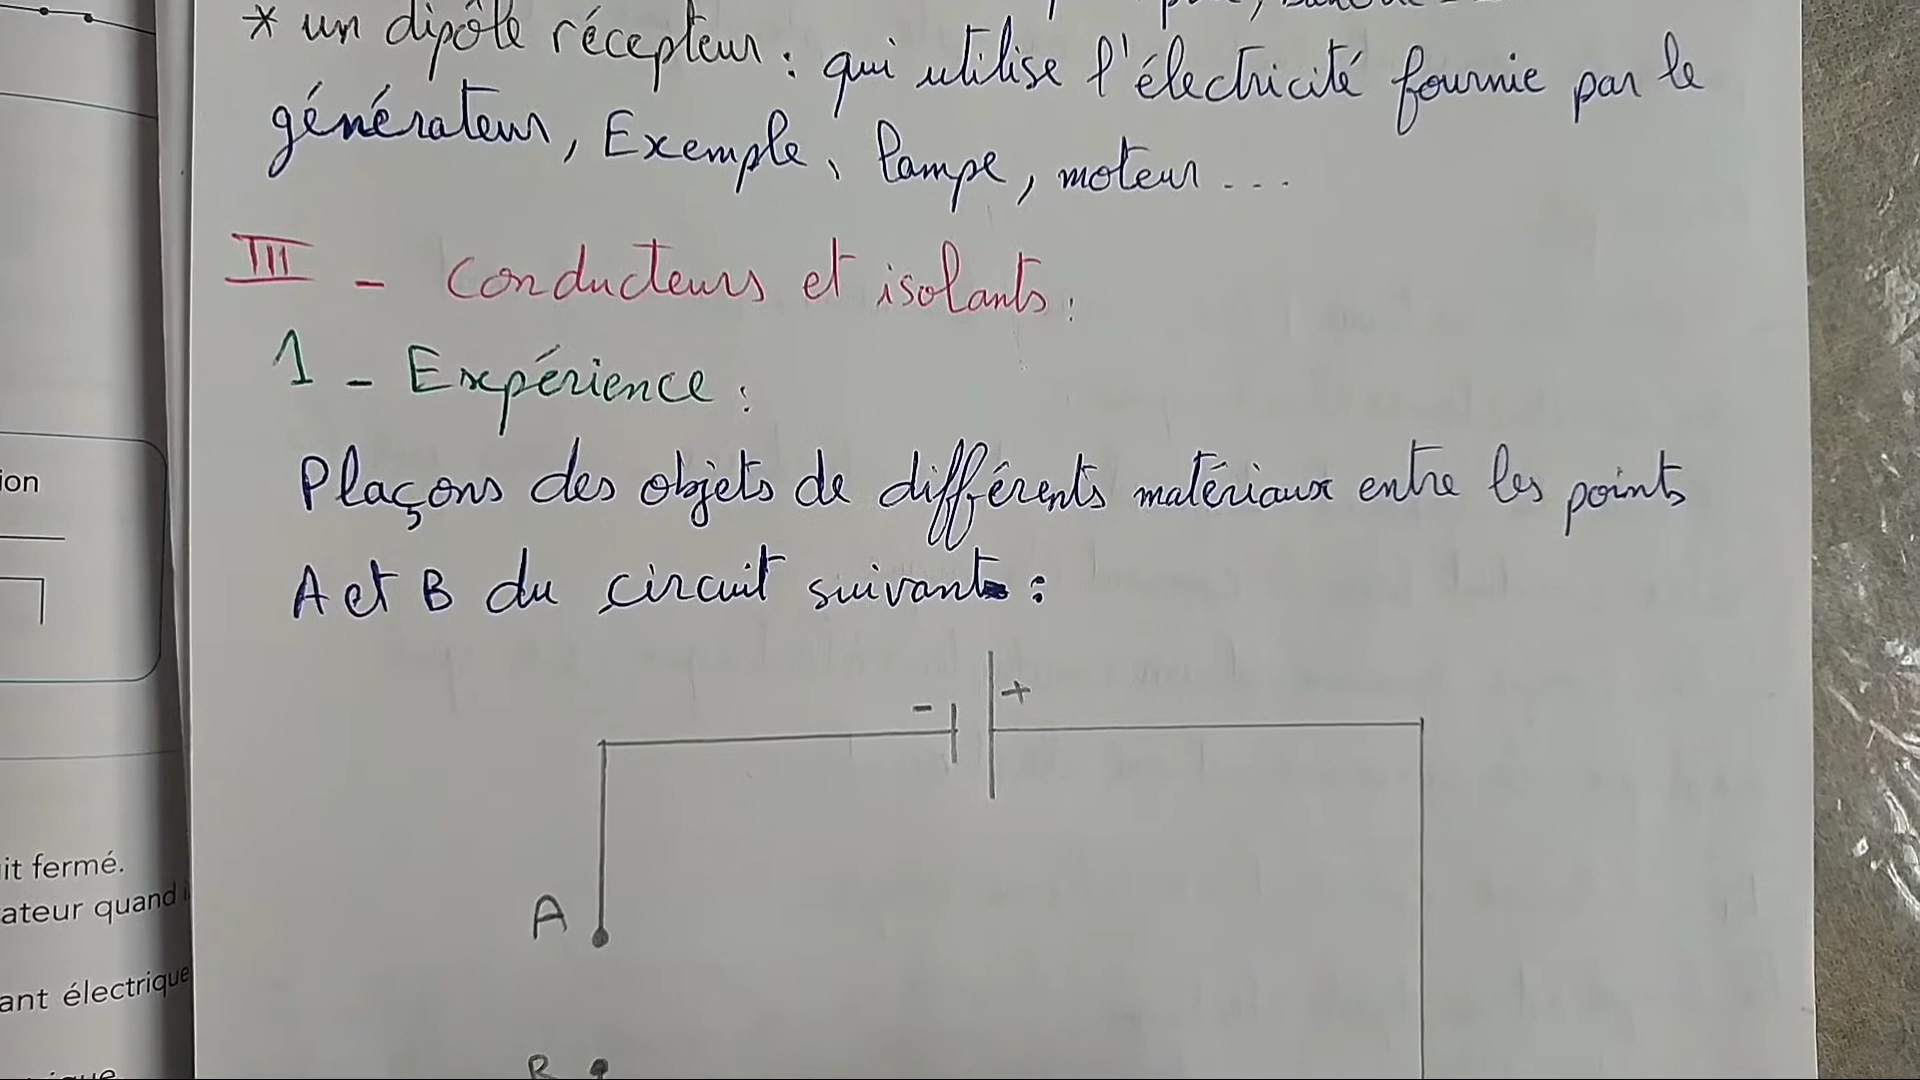 * un dipôle récepteur : qui utilise l'électricité fournie par le
générateur, Exemple, lampe, moteur ...
III - Conducteurs et isolants :
1 - Expérience :
Plaçons des objets de différents matériaux entre les points
A et B du circuit suivant :
- +
A
B
ion
it fermé.
ateur quand
ant électrique